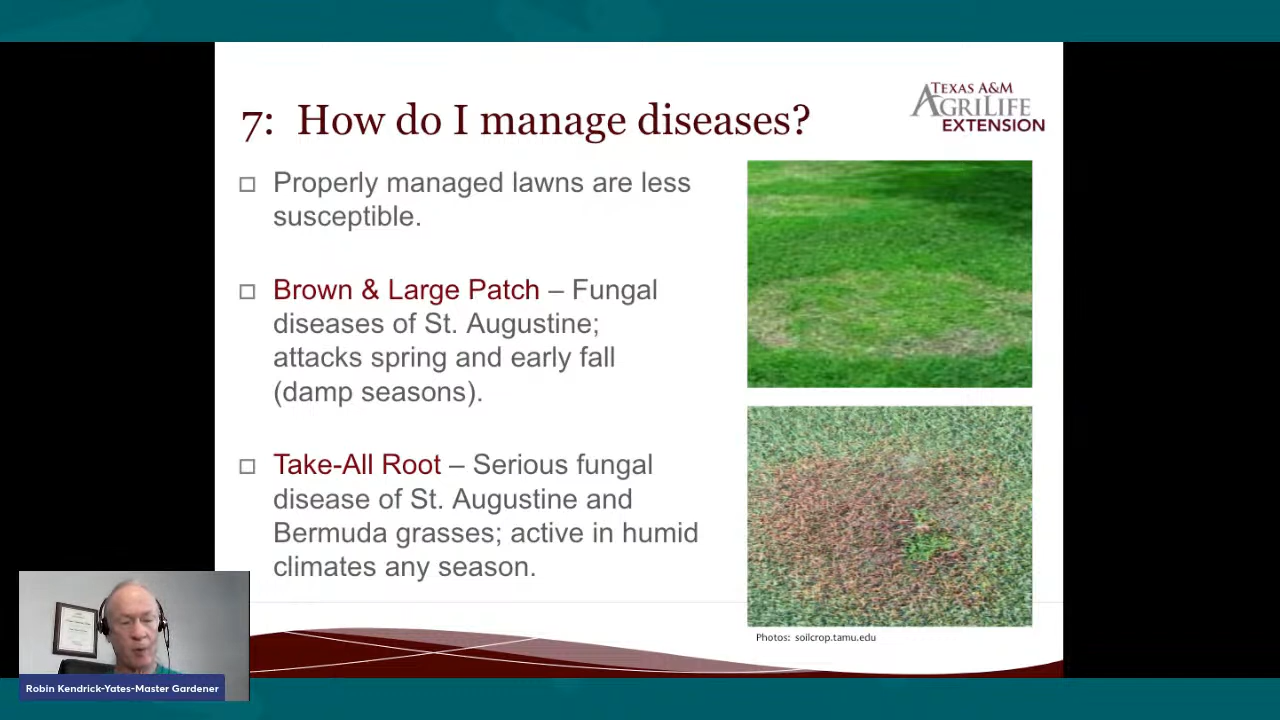 7: How do I manage diseases?
TEXAS A&M
AGRILIFE
EXTENSION
Properly managed lawns are less
susceptible.
Brown & Large Patch – Fungal
diseases of St. Augustine;
attacks spring and early fall
(damp seasons).
Take-All Root – Serious fungal
disease of St. Augustine and
Bermuda grasses; active in humid
climates any season.
Photos: soilcrop.tamu.edu
Robin Kendrick-Yates-Master Gardener